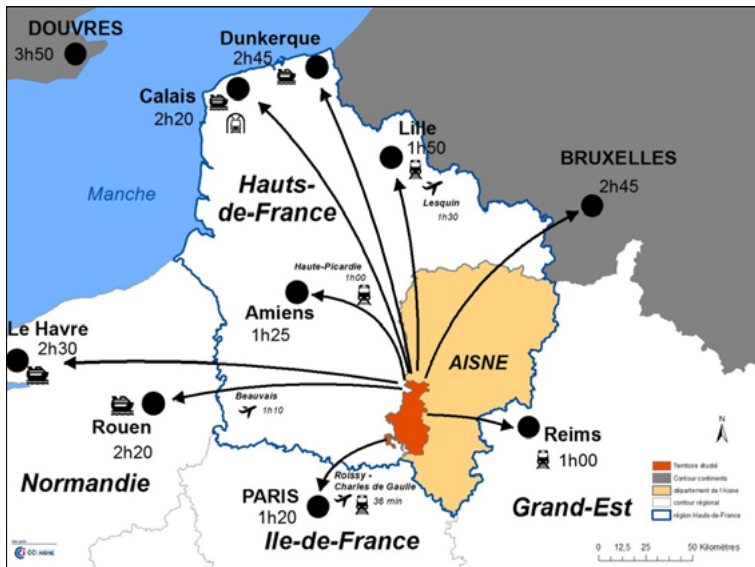 DOUVRES
3h50
Dunkerque
2h45
Calais
2h20
Lille
1h50
BRUXELLES
2h45
Manche
Hauts-
de-France
Lesquin
1h30
Haute-Picardie
1h00
Amiens
1h25
Le Havre
2h30
AISNE
Beauvais
1h10
Rouen
2h20
Reims
1h00
N
Normandie
Roissy -
Charles de Gaulle
36 min
PARIS
1h20
Ile-de-France
Grand-Est
Territoire étudié
Contour continents
département de l'Aisne
contour régional
région Hauts-de-France
CCI AISNE
0 12,5 25 50 Kilomètres